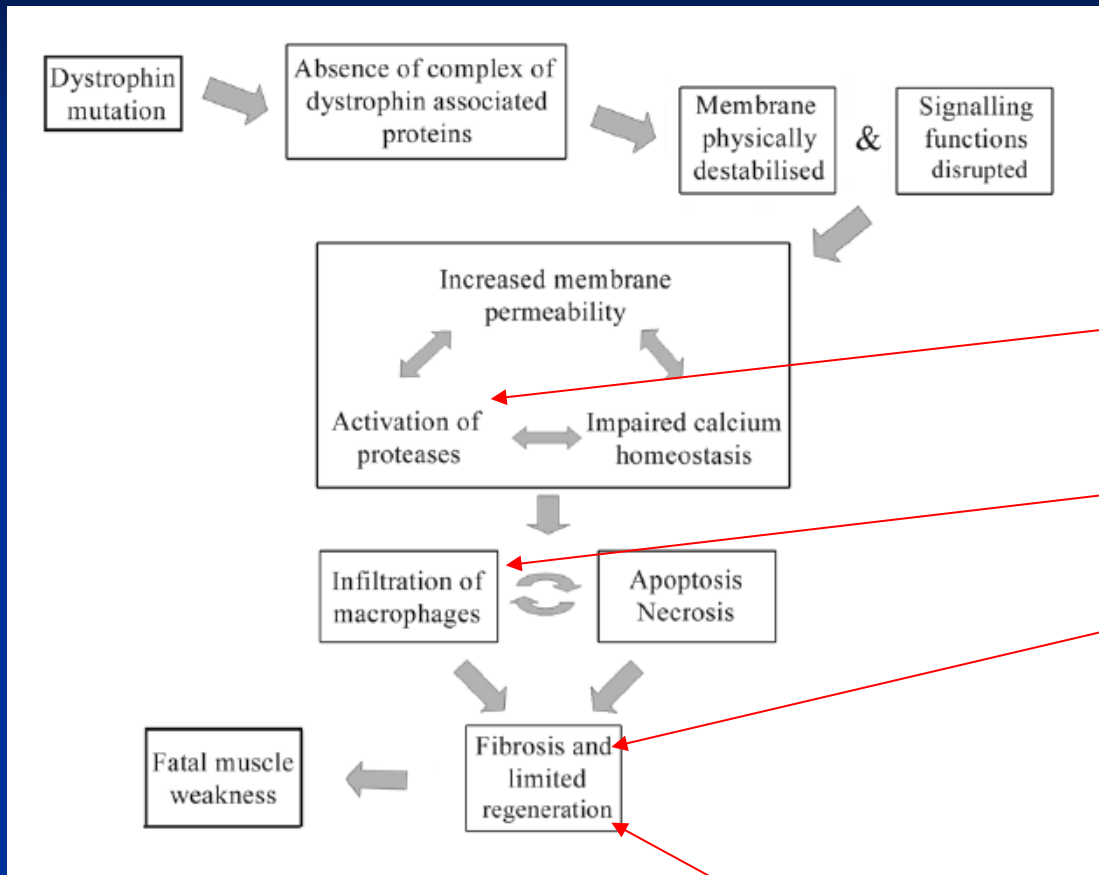 Dystrophin
mutation
Absence of complex of
dystrophin associated
proteins
Membrane
physically
destabilised
&
Signalling
functions
disrupted
Increased membrane
permeability
Activation of
proteases
Impaired calcium
homeostasis
Infiltration of
macrophages
Apoptosis
Necrosis
Fibrosis and
limited
regeneration
Fatal muscle
weakness